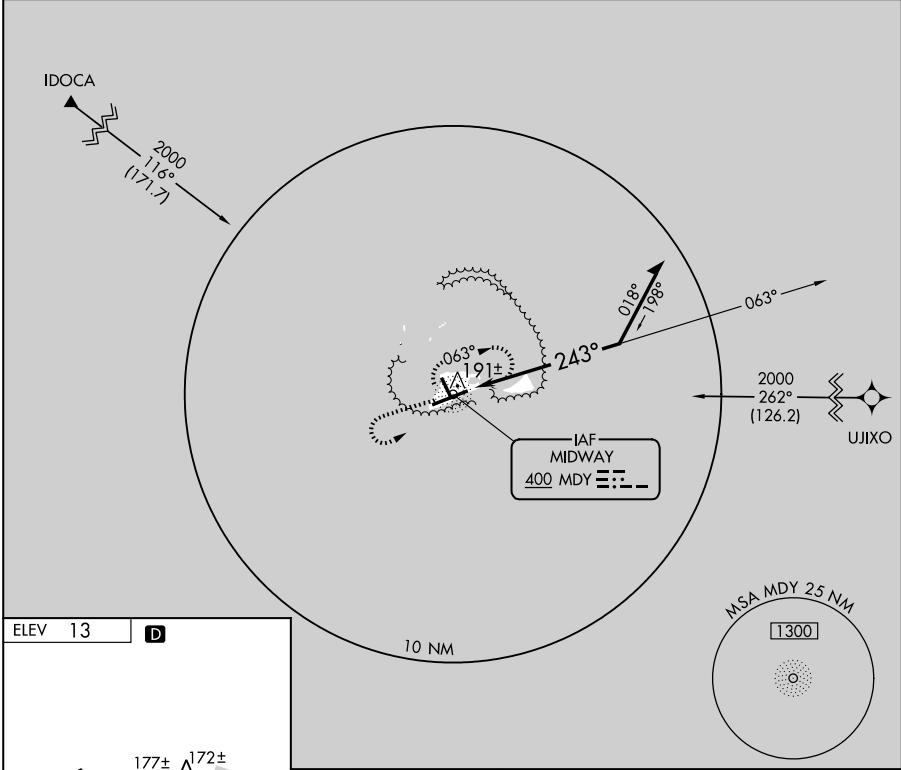 IDOCA
2000
116°
(171.7)
018°
198°
063°
063°
191±
243°
2000
262°
(126.2)
UJIXO
IAF
MIDWAY
400 MDY
MSA MDY 25 NM
1300
10 NM
ELEV 13
D
177±
172±